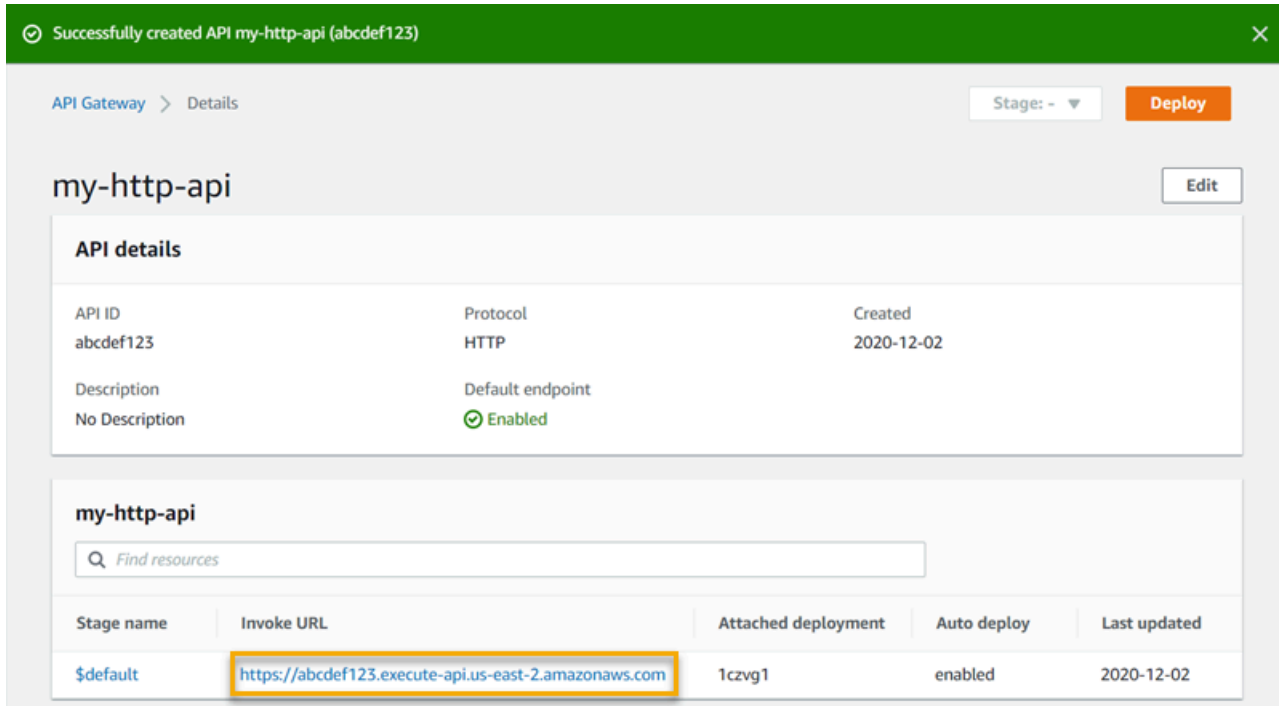 Successfully created API my-http-api (abcdef123)
API Gateway > Details
Stage: -
Deploy
my-http-api
Edit
API details
API ID
Protocol
Created
abcdef123
HTTP
2020-12-02
Description
Default endpoint
No Description
Enabled
my-http-api
Find resources
Stage name
Invoke URL
Attached deployment
Auto deploy
Last updated
$default
https://abcdef123.execute-api.us-east-2.amazonaws.com
1czvg1
enabled
2020-12-02